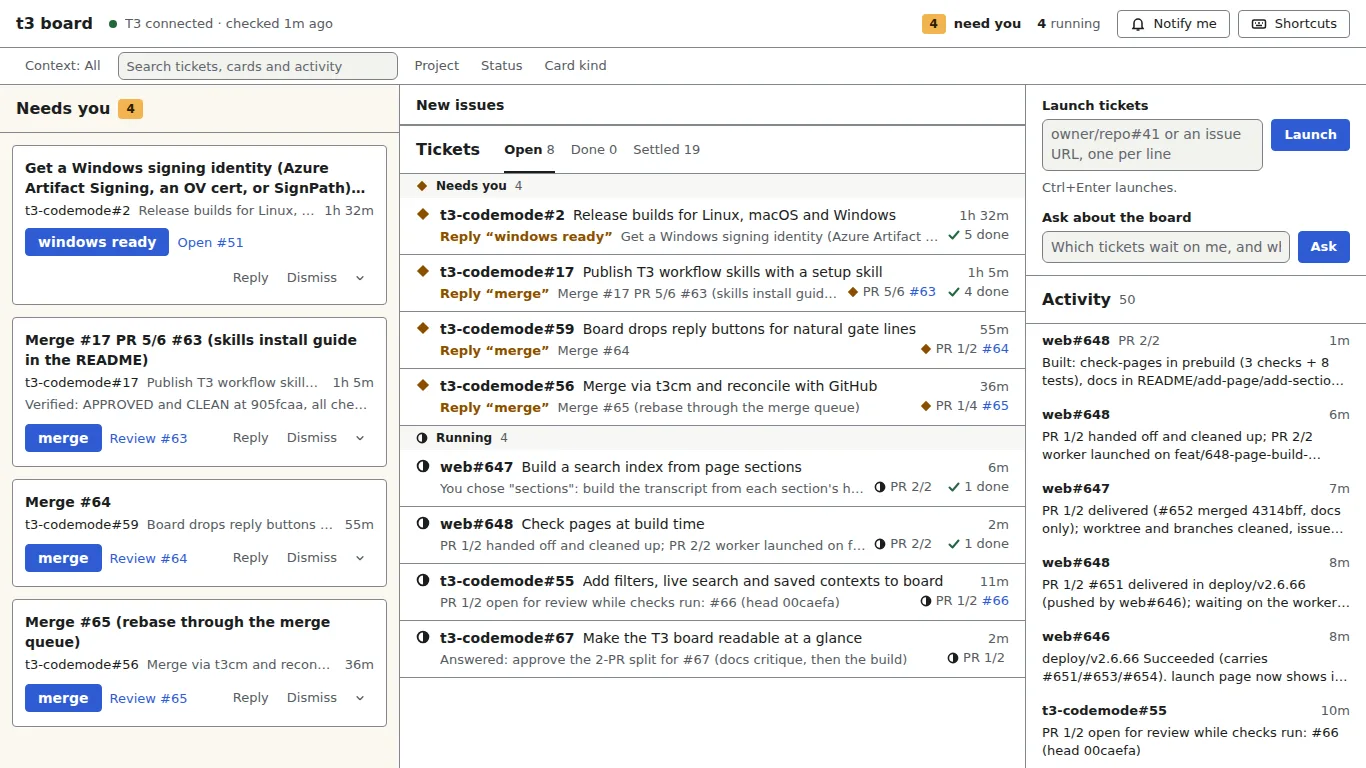 t3 board
T3 connected · checked 1m ago
4 need you
4 running
Notify me
Shortcuts
Context: All
Search tickets, cards and activity
Project
Status
Card kind
Needs you 4
Get a Windows signing identity (Azure
Artifact Signing, an OV cert, or SignPath)…
t3-codemode#2 Release builds for Linux, … 1h 32m
windows ready Open #51
Reply Dismiss
Merge #17 PR 5/6 #63 (skills install guide
in the README)
t3-codemode#17 Publish T3 workflow skill… 1h 5m
Verified: APPROVED and CLEAN at 905fcaa, all che…
merge Review #63 Reply Dismiss
Merge #64
t3-codemode#59 Board drops reply buttons … 55m
merge Review #64 Reply Dismiss
Merge #65 (rebase through the merge
queue)
t3-codemode#56 Merge via t3cm and recon… 36m
merge Review #65 Reply Dismiss
New issues
Tickets Open 8 Done 0 Settled 19
Needs you 4
t3-codemode#2 Release builds for Linux, macOS and Windows 1h 32m
Reply “windows ready” Get a Windows signing identity (Azure Artifact … 5 done
t3-codemode#17 Publish T3 workflow skills with a setup skill 1h 5m
Reply “merge” Merge #17 PR 5/6 #63 (skills install guid… PR 5/6 #63 4 done
t3-codemode#59 Board drops reply buttons for natural gate lines 55m
Reply “merge” Merge #64 PR 1/2 #64
t3-codemode#56 Merge via t3cm and reconcile with GitHub 36m
Reply “merge” Merge #65 (rebase through the merge queue) PR 1/4 #65
Running 4
web#647 Build a search index from page sections 6m
You chose "sections": build the transcript from each section's h… PR 2/2 1 done
web#648 Check pages at build time 2m
PR 1/2 handed off and cleaned up; PR 2/2 worker launched on f… PR 2/2 1 done
t3-codemode#55 Add filters, live search and saved contexts to board 11m
PR 1/2 open for review while checks run: #66 (head 00caefa) PR 1/2 #66
t3-codemode#67 Make the T3 board readable at a glance 2m
Answered: approve the 2-PR split for #67 (docs critique, then the build) PR 1/2
Launch tickets
owner/repo#41 or an issue
URL, one per line
Launch
Ctrl+Enter launches.
Ask about the board
Which tickets wait on me, and wl
Ask
Activity 50
web#648 PR 2/2 1m
Built: check-pages in prebuild (3 checks + 8
tests), docs in README/add-page/add-sectio…
web#648 6m
PR 1/2 handed off and cleaned up; PR 2/2
worker launched on feat/648-page-build-…
web#647 7m
PR 1/2 delivered (#652 merged 4314bff, docs
only); worktree and branches cleaned, issue…
web#648 8m
PR 1/2 #651 delivered in deploy/v2.6.66
(pushed by web#646); waiting on the worker…
web#646 8m
deploy/v2.6.66 Succeeded (carries
#651/#653/#654). launch page now shows i…
t3-codemode#55 10m
PR 1/2 open for review while checks run: #66
(head 00caefa)